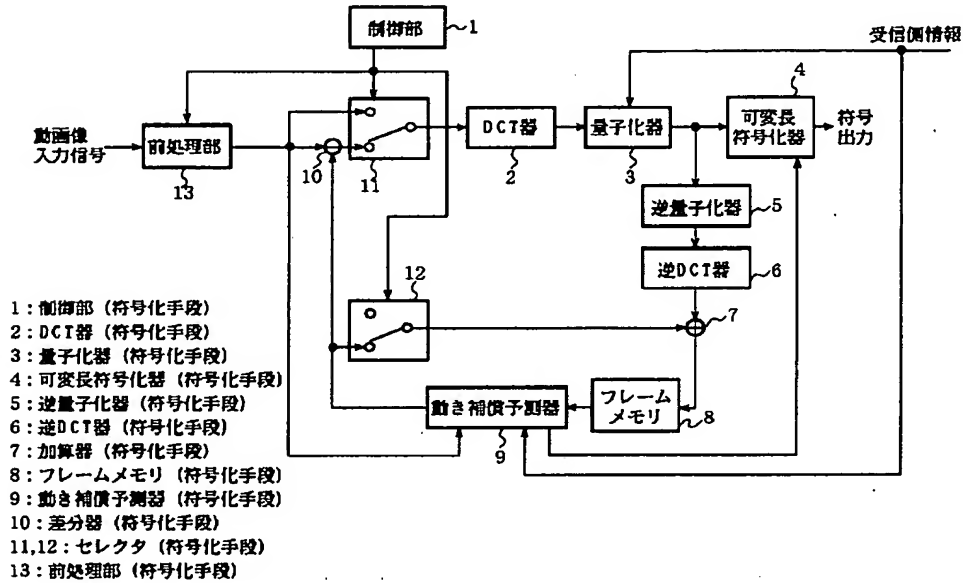 制御部
1
受信側情報
4
動画像
入力信号
前処理部
13
10
11
DCT器
2
量子化器
3
可変長
符号化器
符号
出力
逆量子化器
5
逆DCT器
6
12
7
動き補償予測器
9
フレーム
メモリ
8
1：制御部（符号化手段）
2：DCT器（符号化手段）
3：量子化器（符号化手段）
4：可変長符号化器（符号化手段）
5：逆量子化器（符号化手段）
6：逆DCT器（符号化手段）
7：加算器（符号化手段）
8：フレームメモリ（符号化手段）
9：動き補償予測器（符号化手段）
10：差分器（符号化手段）
11,12：セレクタ（符号化手段）
13：前処理部（符号化手段）